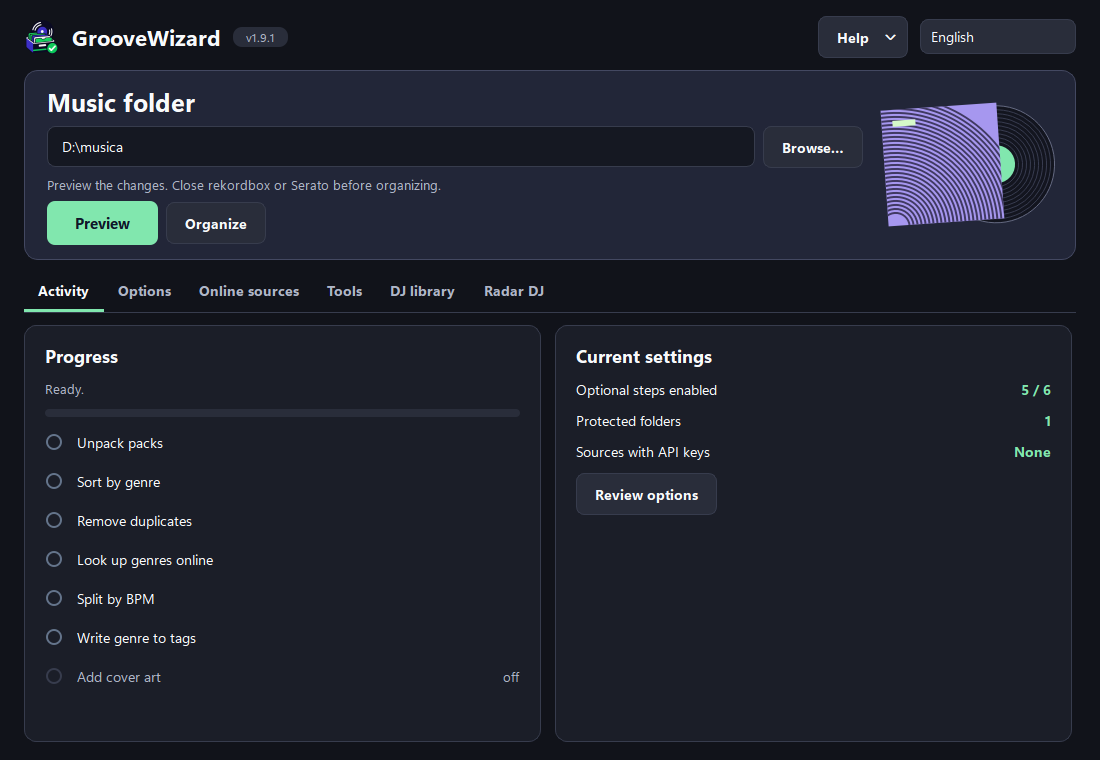 GrooveWizard v1.9.1 Help English
Music folder
D:\musica Browse...
Preview the changes. Close rekordbox or Serato before organizing.
Preview Organize
Activity Options Online sources Tools DJ library Radar DJ
Progress
Ready.
Unpack packs
Sort by genre
Remove duplicates
Look up genres online
Split by BPM
Write genre to tags
Add cover art off
Current settings
Optional steps enabled 5 / 6
Protected folders 1
Sources with API keys None
Review options